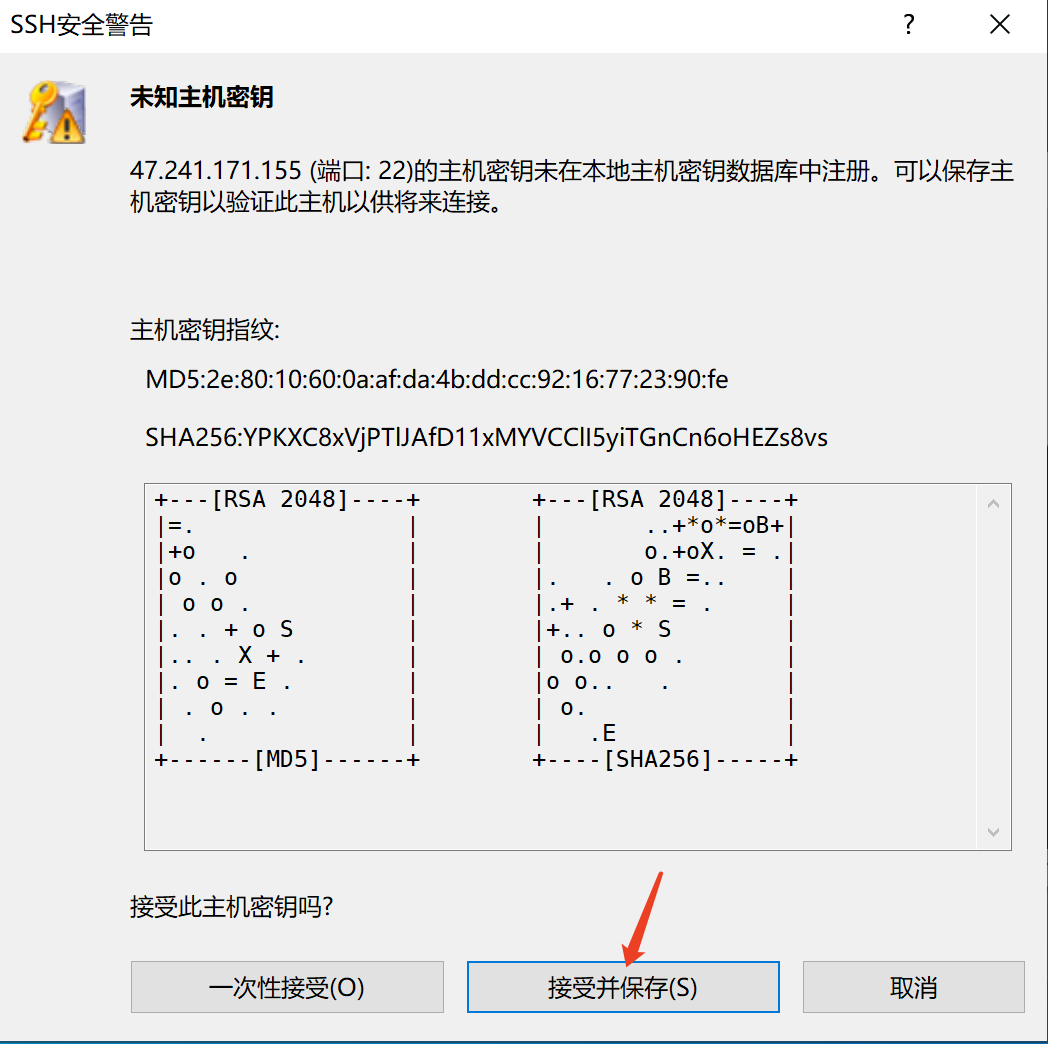 SSH安全警告
未知主机密钥
47.241.171.155 (端口: 22)的主机密钥未在本地主机密钥数据库中注册。可以保存主
机密钥以验证此主机以供将来连接。
主机密钥指纹:
MD5:2e:80:10:60:0a:af:da:4b:dd:cc:92:16:77:23:90:fe
SHA256:YPKXC8xVjPTlJAfD11xMYVCClI5yiTGnCn6oHEZs8vs
+---[RSA 2048]----+        +---[RSA 2048]----+
|=.               |        |       ..+*o*=oB+|
|+o   .           |        |       o.+oX. = .|
|o . o            |        |.   . o B =..    |
| o o .           |        |.+ . * * = .     |
|. . + o S        |        |+.. o * S        |
|.. . X + .       |        | o.o o o .       |
|. o = E .        |        |o o..   .        |
| . o . .         |        | o.              |
|  .              |        |   .E            |
+------[MD5]------+        +----[SHA256]-----+
接受此主机密钥吗?
一次性接受(O) 接受并保存(S) 取消